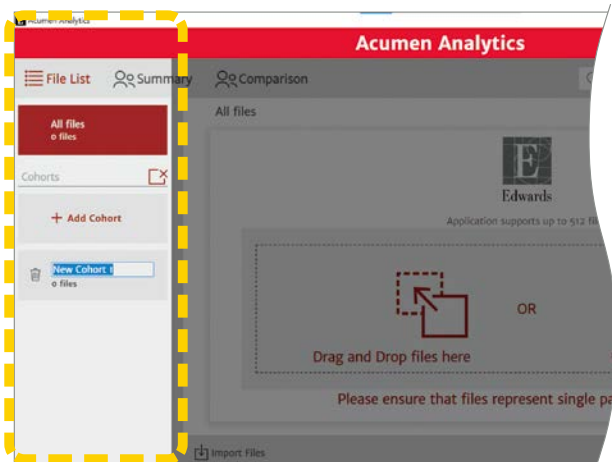 Acumen Analytics
Acumen Analytics
File List
Summary
Comparison
All files
0 files
Cohorts
+ Add Cohort
New Cohort 1
0 files
All files
E
Edwards
Application supports up to 512
Drag and Drop files here
OR
Please ensure that files represent single
Import Files